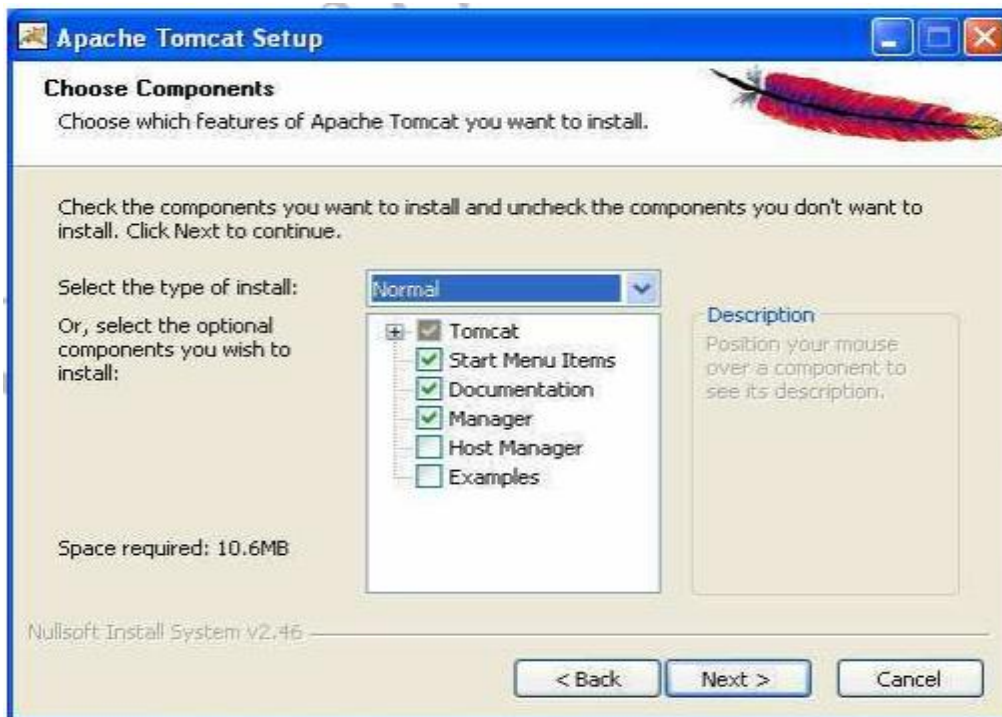 Apache Tomcat Setup
Choose Components
Choose which features of Apache Tomcat you want to install.
Check the components you want to install and uncheck the components you don't want to
install. Click Next to continue.
Select the type of install:
Normal
Or, select the optional
components you wish to
install:
Tomcat
Start Menu Items
Documentation
Manager
Host Manager
Examples
Description
Position your mouse
over a component to
see its description.
Space required: 10.6MB
Nullsoft Install System v2.46
< Back
Next >
Cancel